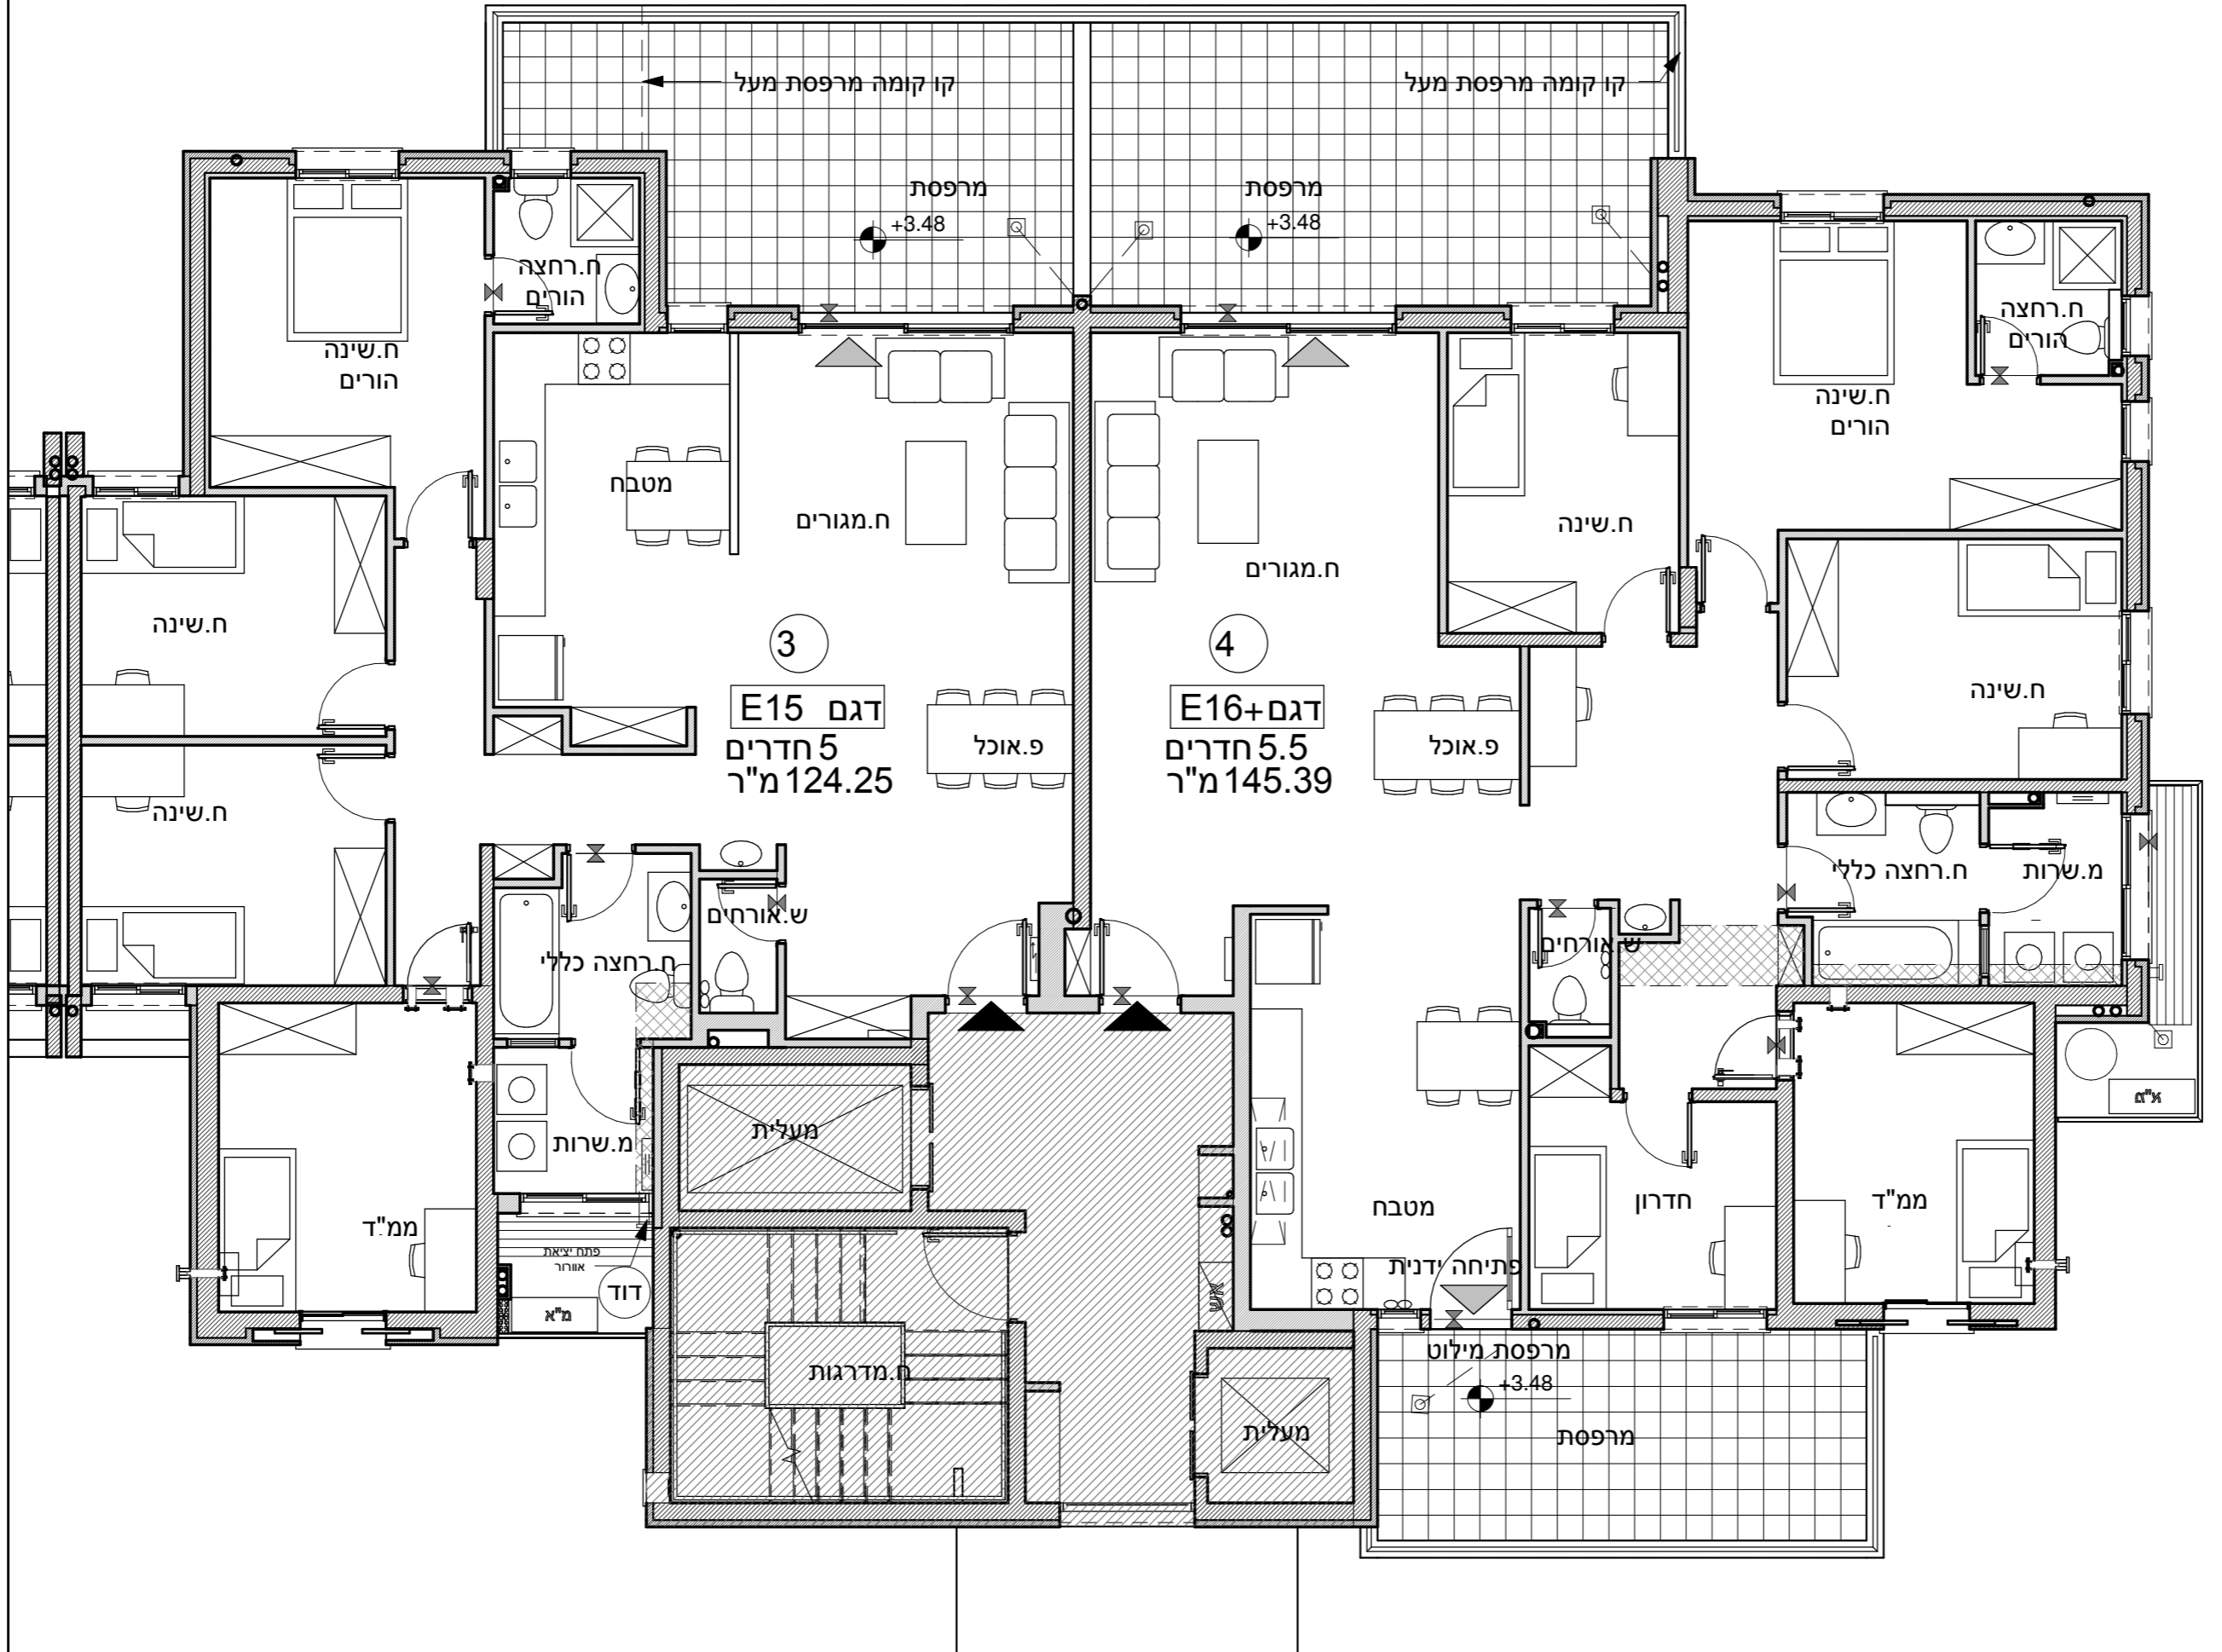 קו קומה מרפסת מעל
קו קומה מרפסת מעל
מרפסת
+3.48
מרפסת
+3.48
ח.רחצה
הורים
ח.שינה
הורים
ח.רחצה
הורים
ח.שינה
הורים
מטבח
ח.מגורים
ח.מגורים
ח.שינה
ח.שינה
ח.שינה
ח.שינה
3
דגם E15
5 חדרים
124.25 מ"ר
פ.אוכל
4
דגם +E16
5.5 חדרים
145.39 מ"ר
פ.אוכל
ח.רחצה כללי
מ.שרות
ש.אורחים
ח.רחצה כללי
ש.אורחים
מ.שרות
מעלית
ממ"ד
מטבח
חדרון
ממ"ד
פתח יציאת
אוורור
דוד
מ"א
פתיחה ידנית
אש
מרפסת מילוט
+3.48
מרפסת
ח.מדרגות
מעלית